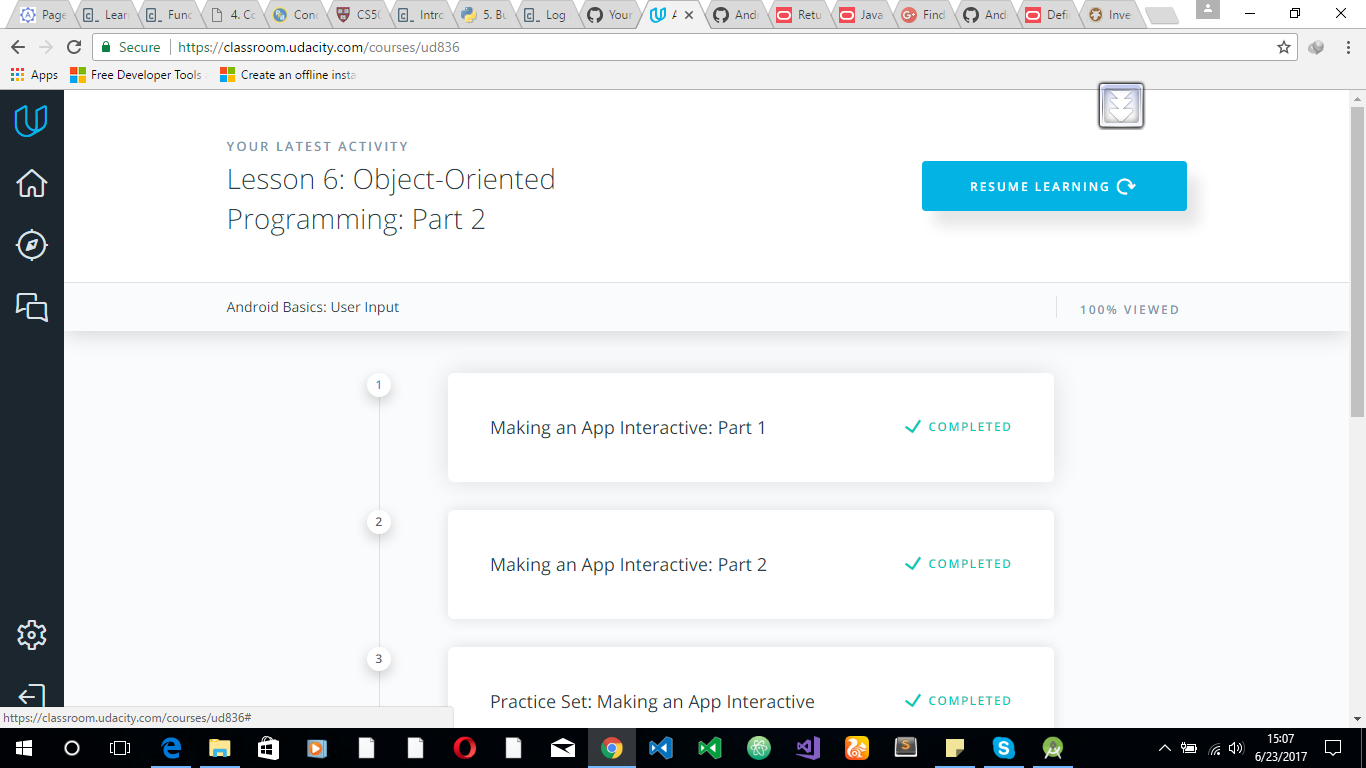 Page
Lear
Func
4. Co
Conc
CS50
Intro
5. Bu
Log
Your
A
Andr
Retu
Java
Find
Andr
Defi
Inve
Secure
https://classroom.udacity.com/courses/ud836
Apps
Free Developer Tools
Create an offline insta
YOUR LATEST ACTIVITY
Lesson 6: Object-Oriented
Programming: Part 2
RESUME LEARNING
Android Basics: User Input
100% VIEWED
1
Making an App Interactive: Part 1
COMPLETED
2
Making an App Interactive: Part 2
COMPLETED
3
Practice Set: Making an App Interactive
COMPLETED
https://classroom.udacity.com/courses/ud836#
15:07
6/23/2017